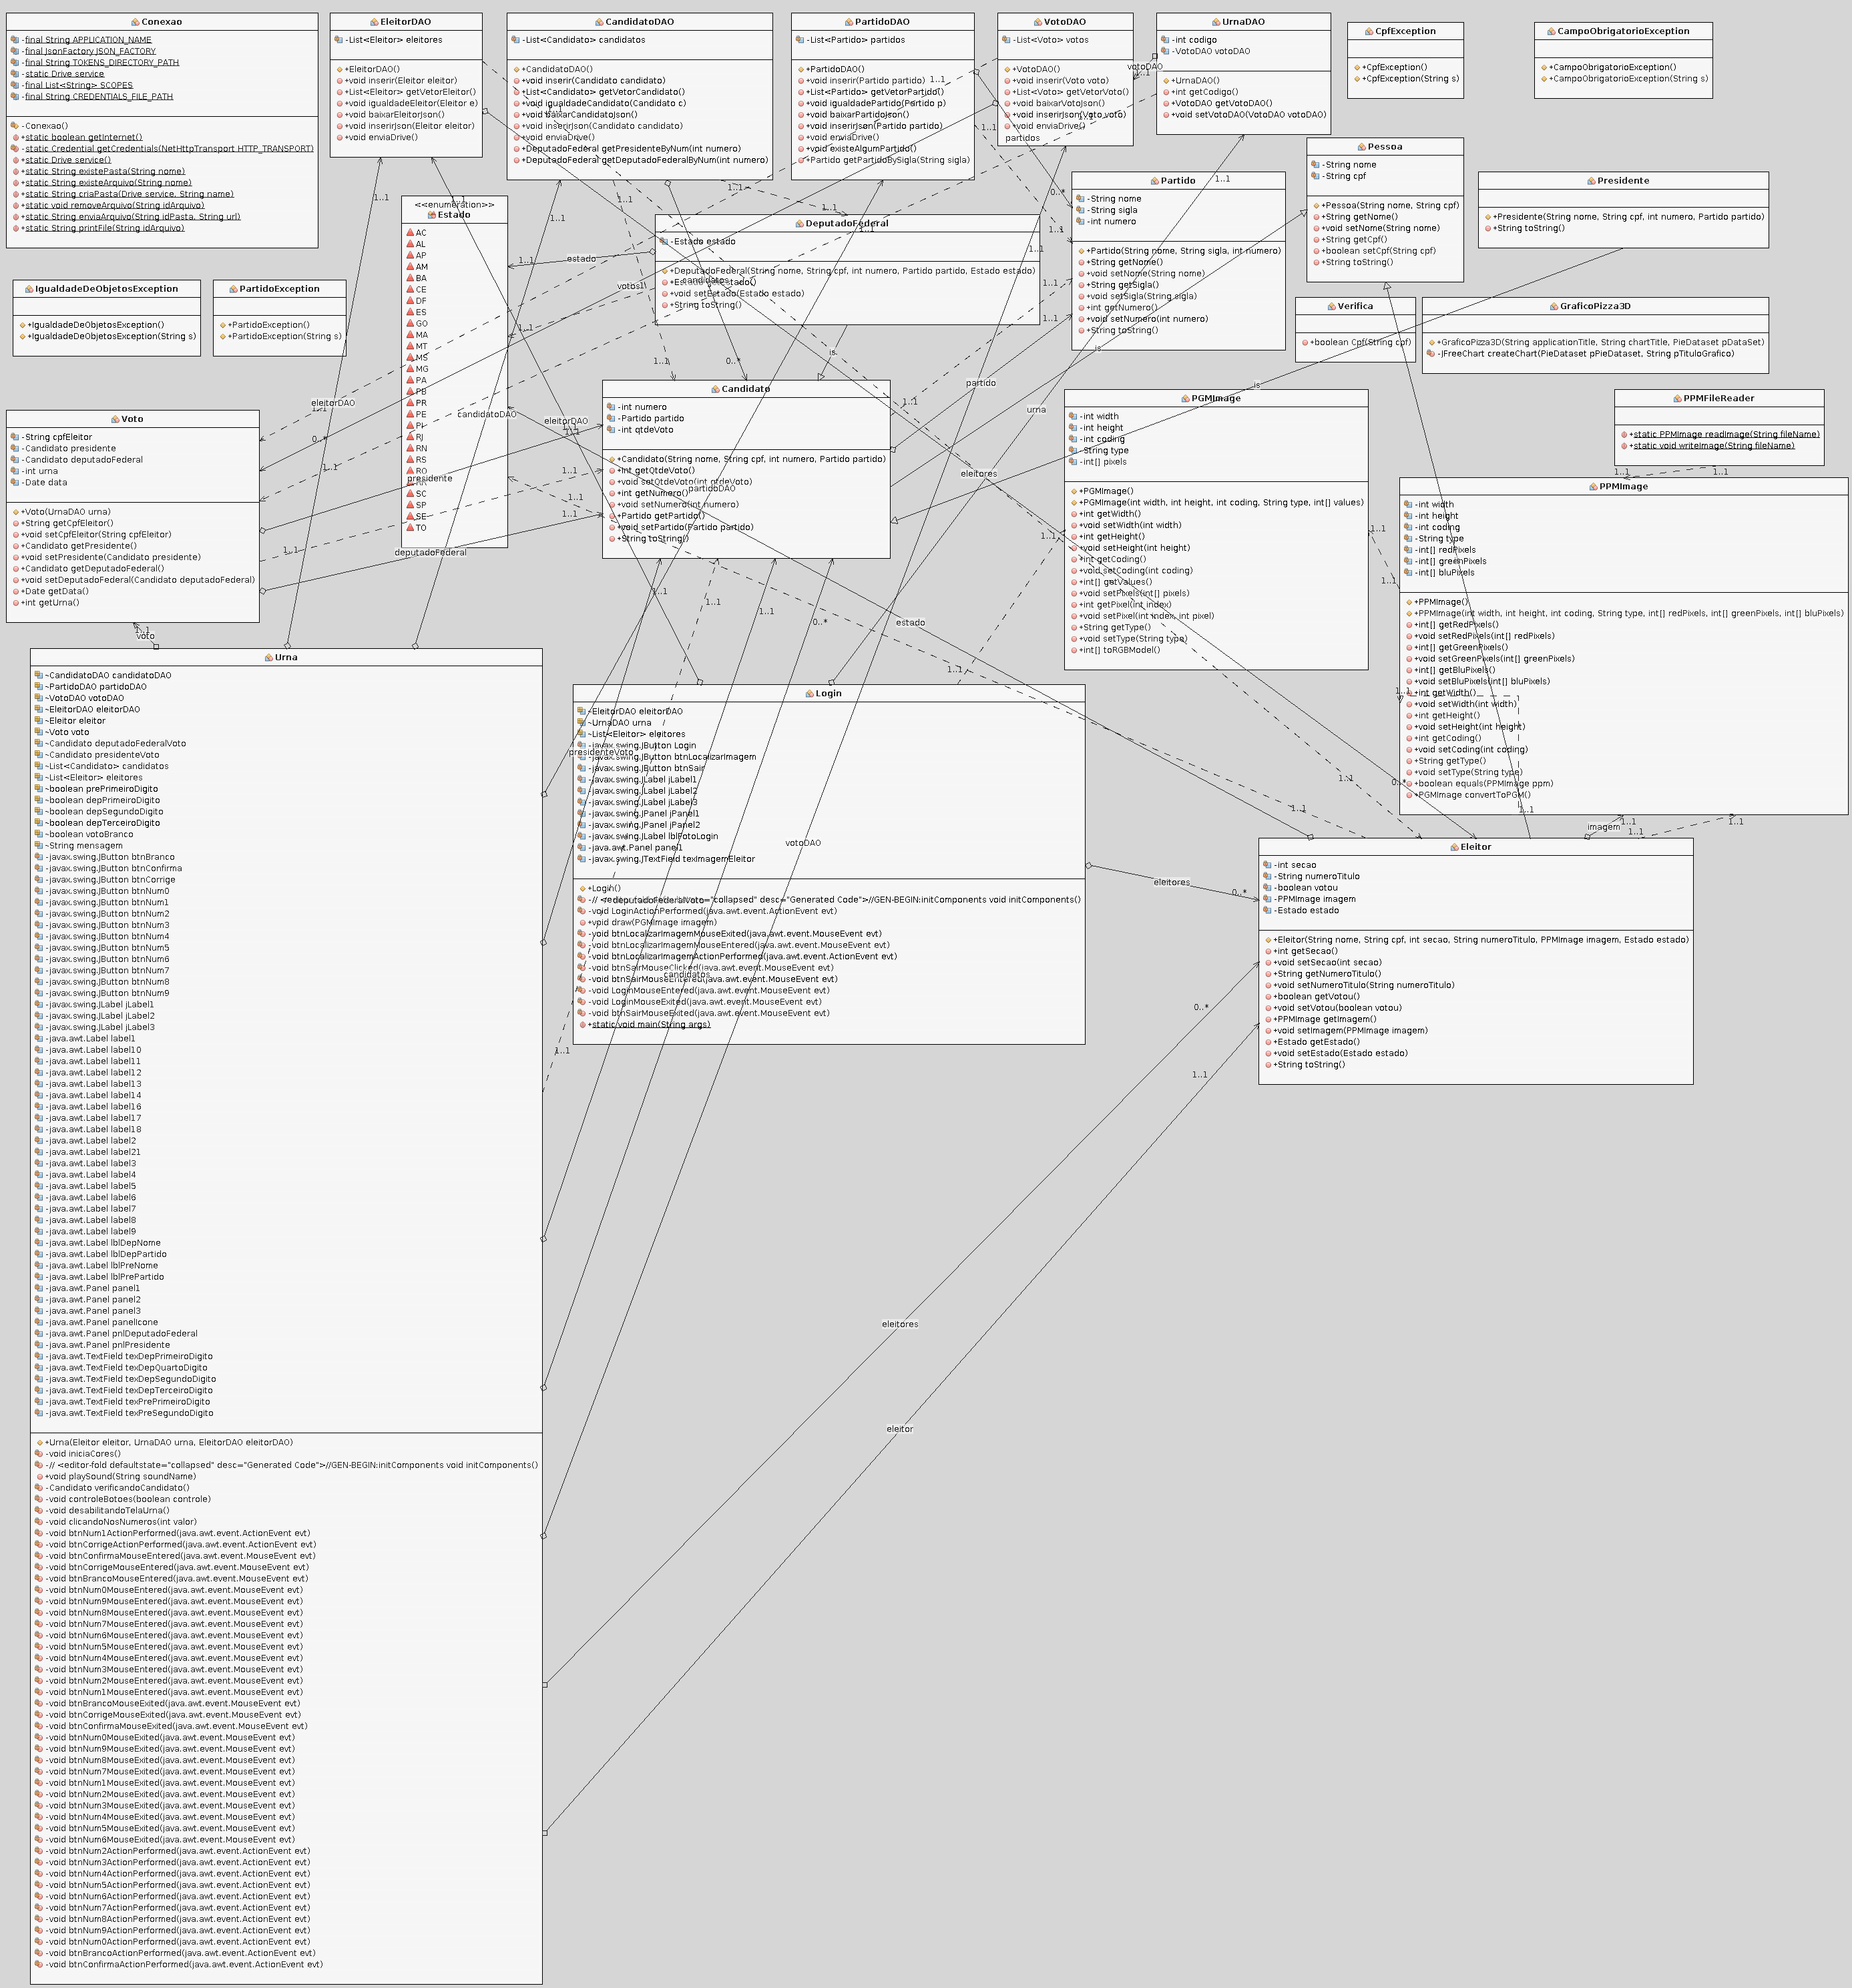 Conexao
-final String APPLICATION_NAME
-final JsonFactory JSON_FACTORY
-final String TOKENS_DIRECTORY_PATH
-static Drive service
-final List<String> SCOPES
-final String CREDENTIALS_FILE_PATH
-Conexao()
+static boolean getInternet()
-static Credential getCredentials(NetHttpTransport HTTP_TRANSPORT)
+static Drive service()
+static String existePasta(String nome)
+static String existeArquivo(String nome)
+static String criaPasta(Drive service, String name)
+static void removeArquivo(String idArquivo)
+static String enviaArquivo(String idPasta, String url)
+static String printFile(String idArquivo)
EleitorDAO
-List<Eleitor> eleitores
+EleitorDAO()
+void inserir(Eleitor eleitor)
+List<Eleitor> getVetorEleitor()
+void igualdadeEleitor(Eleitor e)
+void baixarEleitorJson()
+void inserirJson(Eleitor eleitor)
+void enviaDrive()
CandidatoDAO
-List<Candidato> candidatos
+CandidatoDAO()
+void inserir(Candidato candidato)
+List<Candidato> getVetorCandidato()
+void igualdadeCandidato(Candidato c)
+void baixarCandidatoJson()
+void inserirJson(Candidato candidato)
+void enviaDrive()
+DeputadoFederal getPresidenteByNum(int numero)
+DeputadoFederal getDeputadoFederalByNum(int numero)
PartidoDAO
-List<Partido> partidos
+PartidoDAO()
+void inserir(Partido partido)
+List<Partido> getVetorPartido()
+void igualdadePartido(Partido p)
+void baixarPartidoJson()
+void inserirJson(Partido partido)
+void enviaDrive()
+void existeAlgumPartido()
+Partido getPartidoBySigla(String sigla)
VotoDAO
-List<Voto> votos
+VotoDAO()
+void inserir(Voto voto)
+List<Voto> getVetorVoto()
+void baixarVotoJson()
+void inserirJson(Voto voto)
+void enviaDrive()
partidos
votoDAO
UrnaDAO
-int codigo
-VotoDAO votoDAO
+UrnaDAO()
+int getCodigo()
+VotoDAO getVotoDAO()
+void setVotoDAO(VotoDAO votoDAO)
CpfException
+CpfException()
+CpfException(String s)
CampoObrigatorioException
+CampoObrigatorioException()
+CampoObrigatorioException(String s)
Pessoa
-String nome
-String cpf
+Pessoa(String nome, String cpf)
+String getNome()
+void setNome(String nome)
+String getCpf()
+boolean setCpf(String cpf)
+String toString()
Presidente
+Presidente(String nome, String cpf, int numero, Partido partido)
+String toString()
Partido
-String nome
-String sigla
-int numero
+Partido(String nome, String sigla, int numero)
+String getNome()
+void setNome(String nome)
+String getSigla()
+void setSigla(String sigla)
+int getNumero()
+void setNumero(int numero)
+String toString()
<<enumeration>>
Estado
AC
AL
AP
AM
BA
CE
DF
ES
GO
MA
MT
MS
MG
PA
PB
PR
PE
PI
RJ
RN
RS
RO
SC
SP
SE
TO
DeputadoFederal
-Estado estado
+DeputadoFederal(String nome, String cpf, int numero, Partido partido, Estado estado)
+Estado getEstado()
+void setEstado(Estado estado)
+String toString()
estado
candidatos
votos
is
is
is
IgualdadeDeObjetosException
+IgualdadeDeObjetosException()
+IgualdadeDeObjetosException(String s)
PartidoException
+PartidoException()
+PartidoException(String s)
Verifica
+boolean Cpf(String cpf)
GraficoPizza3D
+GraficoPizza3D(String applicationTitle, String chartTitle, PieDataset pDataSet)
-JFreeChart createChart(PieDataset pPieDataset, String pTituloGrafico)
Voto
-String cpfEleitor
-Candidato presidente
-Candidato deputadoFederal
-int urna
-Date data
+Voto(UrnaDAO urna)
+String getCpfEleitor()
+void setCpfEleitor(String cpfEleitor)
+Candidato getPresidente()
+void setPresidente(Candidato presidente)
+Candidato getDeputadoFederal()
+void setDeputadoFederal(Candidato deputadoFederal)
+Date getData()
+int getUrna()
eleitorDAO
0..*
candidatoDAO
eleitorDAO
presidente
deputadoFederal
partidoDAO
partido
urna
eleitores
estado
voto
Candidato
-int numero
-Partido partido
-int qtdeVoto
+Candidato(String nome, String cpf, int numero, Partido partido)
+int getQtdeVoto()
+void setQtdeVoto(int qtdeVoto)
+int getNumero()
+void setNumero(int numero)
+Partido getPartido()
+void setPartido(Partido partido)
+String toString()
PGMImage
-int width
-int height
-int coding
-String type
-int[] pixels
+PGMImage()
+PGMImage(int width, int height, int coding, String type, int[] values)
+int getWidth()
+void setWidth(int width)
+int getHeight()
+void setHeight(int height)
+int getCoding()
+void setCoding(int coding)
+int[] getValues()
+void setPixels(int[] pixels)
+int getPixel(int index)
+void setPixel(int index, int pixel)
+String getType()
+void setType(String type)
+int[] toRGBModel()
PPMFileReader
+static PPMImage readImage(String fileName)
+static void writeImage(String fileName)
PPMImage
-int width
-int height
-int coding
-String type
-int[] redPixels
-int[] greenPixels
-int[] bluPixels
+PPMImage()
+PPMImage(int width, int height, int coding, String type, int[] redPixels, int[] greenPixels, int[] bluPixels)
+int[] getRedPixels()
+void setRedPixels(int[] redPixels)
+int[] getGreenPixels()
+void setGreenPixels(int[] greenPixels)
+int[] getBluPixels()
+void setBluPixels(int[] bluPixels)
+int getWidth()
+void setWidth(int width)
+int getHeight()
+void setHeight(int height)
+int getCoding()
+void setCoding(int coding)
+String getType()
+void setType(String type)
+boolean equals(PPMImage ppm)
+PGMImage convertToPGM()
imagem
Urna
~CandidatoDAO candidatoDAO
~PartidoDAO partidoDAO
~VotoDAO votoDAO
~EleitorDAO eleitorDAO
~Eleitor eleitor
~Voto voto
~Candidato deputadoFederalVoto
~Candidato presidenteVoto
~List<Candidato> candidatos
~List<Eleitor> eleitores
~boolean prePrimeiroDigito
~boolean depPrimeiroDigito
~boolean depSegundoDigito
~boolean depTerceiroDigito
~boolean votoBranco
~String mensagem
-javax.swing.JButton btnBranco
-javax.swing.JButton btnConfirma
-javax.swing.JButton btnCorrige
-javax.swing.JButton btnNum0
-javax.swing.JButton btnNum1
-javax.swing.JButton btnNum2
-javax.swing.JButton btnNum3
-javax.swing.JButton btnNum4
-javax.swing.JButton btnNum5
-javax.swing.JButton btnNum6
-javax.swing.JButton btnNum7
-javax.swing.JButton btnNum8
-javax.swing.JButton btnNum9
-javax.swing.JLabel jLabel1
-javax.swing.JLabel jLabel2
-javax.swing.JLabel jLabel3
-java.awt.Label label1
-java.awt.Label label10
-java.awt.Label label11
-java.awt.Label label12
-java.awt.Label label13
-java.awt.Label label14
-java.awt.Label label16
-java.awt.Label label17
-java.awt.Label label18
-java.awt.Label label2
-java.awt.Label label21
-java.awt.Label label3
-java.awt.Label label4
-java.awt.Label label5
-java.awt.Label label6
-java.awt.Label label7
-java.awt.Label label8
-java.awt.Label label9
-java.awt.Label lblDepNome
-java.awt.Label lblDepPartido
-java.awt.Label lblPreNome
-java.awt.Label lblPrePartido
-java.awt.Panel panel1
-java.awt.Panel panel2
-java.awt.Panel panel3
-java.awt.Panel panelIcone
-java.awt.Panel pnlDeputadoFederal
-java.awt.Panel pnlPresidente
-java.awt.TextField texDepPrimeiroDigito
-java.awt.TextField texDepQuartoDigito
-java.awt.TextField texDepSegundoDigito
-java.awt.TextField texDepTerceiroDigito
-java.awt.TextField texPrePrimeiroDigito
-java.awt.TextField texPreSegundoDigito
+Urna(Eleitor eleitor, UrnaDAO urna, EleitorDAO eleitorDAO)
-void iniciaCores()
-// <editor-fold defaultstate="collapsed" desc="Generated Code">//GEN-BEGIN:initComponents void initComponents()
+void playSound(String soundName)
-Candidato verificandoCandidato()
-void controleBotoes(boolean controle)
-void desabilitandoTelaUrna()
-void clicandoNosNumeros(int valor)
-void btnNum1ActionPerformed(java.awt.event.ActionEvent evt)
-void btnCorrigeActionPerformed(java.awt.event.ActionEvent evt)
-void btnConfirmaMouseEntered(java.awt.event.MouseEvent evt)
-void btnCorrigeMouseEntered(java.awt.event.MouseEvent evt)
-void btnBrancoMouseEntered(java.awt.event.MouseEvent evt)
-void btnNum0MouseEntered(java.awt.event.MouseEvent evt)
-void btnNum9MouseEntered(java.awt.event.MouseEvent evt)
-void btnNum8MouseEntered(java.awt.event.MouseEvent evt)
-void btnNum7MouseEntered(java.awt.event.MouseEvent evt)
-void btnNum6MouseEntered(java.awt.event.MouseEvent evt)
-void btnNum5MouseEntered(java.awt.event.MouseEvent evt)
-void btnNum4MouseEntered(java.awt.event.MouseEvent evt)
-void btnNum3MouseEntered(java.awt.event.MouseEvent evt)
-void btnNum2MouseEntered(java.awt.event.MouseEvent evt)
-void btnNum1MouseEntered(java.awt.event.MouseEvent evt)
-void btnBrancoMouseExited(java.awt.event.MouseEvent evt)
-void btnCorrigeMouseExited(java.awt.event.MouseEvent evt)
-void btnConfirmaMouseExited(java.awt.event.MouseEvent evt)
-void btnNum0MouseExited(java.awt.event.MouseEvent evt)
-void btnNum9MouseExited(java.awt.event.MouseEvent evt)
-void btnNum8MouseExited(java.awt.event.MouseEvent evt)
-void btnNum7MouseExited(java.awt.event.MouseEvent evt)
-void btnNum1MouseExited(java.awt.event.MouseEvent evt)
-void btnNum2MouseExited(java.awt.event.MouseEvent evt)
-void btnNum3MouseExited(java.awt.event.MouseEvent evt)
-void btnNum4MouseExited(java.awt.event.MouseEvent evt)
-void btnNum5MouseExited(java.awt.event.MouseEvent evt)
-void btnNum6MouseExited(java.awt.event.MouseEvent evt)
-void btnNum2ActionPerformed(java.awt.event.ActionEvent evt)
-void btnNum3ActionPerformed(java.awt.event.ActionEvent evt)
-void btnNum4ActionPerformed(java.awt.event.ActionEvent evt)
-void btnNum5ActionPerformed(java.awt.event.ActionEvent evt)
-void btnNum6ActionPerformed(java.awt.event.ActionEvent evt)
-void btnNum7ActionPerformed(java.awt.event.ActionEvent evt)
-void btnNum8ActionPerformed(java.awt.event.ActionEvent evt)
-void btnNum9ActionPerformed(java.awt.event.ActionEvent evt)
-void btnNum0ActionPerformed(java.awt.event.ActionEvent evt)
-void btnBrancoActionPerformed(java.awt.event.ActionEvent evt)
-void btnConfirmaActionPerformed(java.awt.event.ActionEvent evt)
Login
~EleitorDAO eleitorDAO
~UrnaDAO urna
~List<Eleitor> eleitores
-javax.swing.JButton Login
-javax.swing.JButton btnLocalizarImagem
-javax.swing.JButton btnSair
-javax.swing.JLabel jLabel1
-javax.swing.JLabel jLabel2
-javax.swing.JLabel jLabel3
-javax.swing.JPanel jPanel1
-javax.swing.JPanel jPanel2
-javax.swing.JLabel lblFotoLogin
-java.awt.Panel panel1
-javax.swing.JTextField texImagemEleitor
+Login()
-// <editor-fold defaultstate="collapsed" desc="Generated Code">//GEN-BEGIN:initComponents void initComponents()
-void LoginActionPerformed(java.awt.event.ActionEvent evt)
+void draw(PGMImage imagem)
-void btnLocalizarImagemMouseExited(java.awt.event.MouseEvent evt)
-void btnLocalizarImagemMouseEntered(java.awt.event.MouseEvent evt)
-void btnLocalizarImagemActionPerformed(java.awt.event.ActionEvent evt)
-void btnSairMouseClicked(java.awt.event.MouseEvent evt)
-void btnSairMouseEntered(java.awt.event.MouseEvent evt)
-void LoginMouseEntered(java.awt.event.MouseEvent evt)
-void LoginMouseExited(java.awt.event.MouseEvent evt)
-void btnSairMouseExited(java.awt.event.MouseEvent evt)
+static void main(String args)
presidenteVoto
votoDAO
deputadoFederalVoto
candidatos
eleitores
0..*
Eleitor
-int secao
-String numeroTitulo
-boolean votou
-PPMImage imagem
-Estado estado
+Eleitor(String nome, String cpf, int secao, String numeroTitulo, PPMImage imagem, Estado estado)
+int getSecao()
+void setSecao(int secao)
+String getNumeroTitulo()
+void setNumeroTitulo(String numeroTitulo)
+boolean getVotou()
+void setVotou(boolean votou)
+PPMImage getImagem()
+void setImagem(PPMImage imagem)
+Estado getEstado()
+void setEstado(Estado estado)
+String toString()
0..*
1..1
eleitores
eleitor